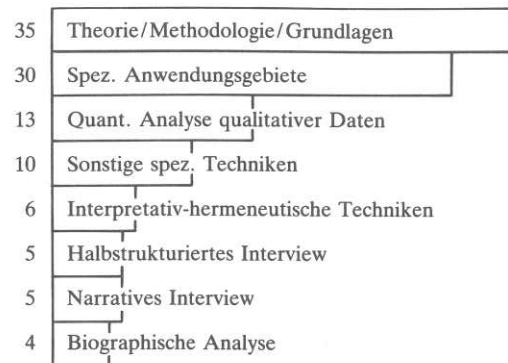 35 Theorie/Methodologie/Grundlagen
30 Spez. Anwendungsgebiete
13 Quant. Analyse qualitativer Daten
10 Sonstige spez. Techniken
6 Interpretativ-hermeneutische Techniken
5 Halbstrukturiertes Interview
5 Narratives Interview
4 Biographische Analyse